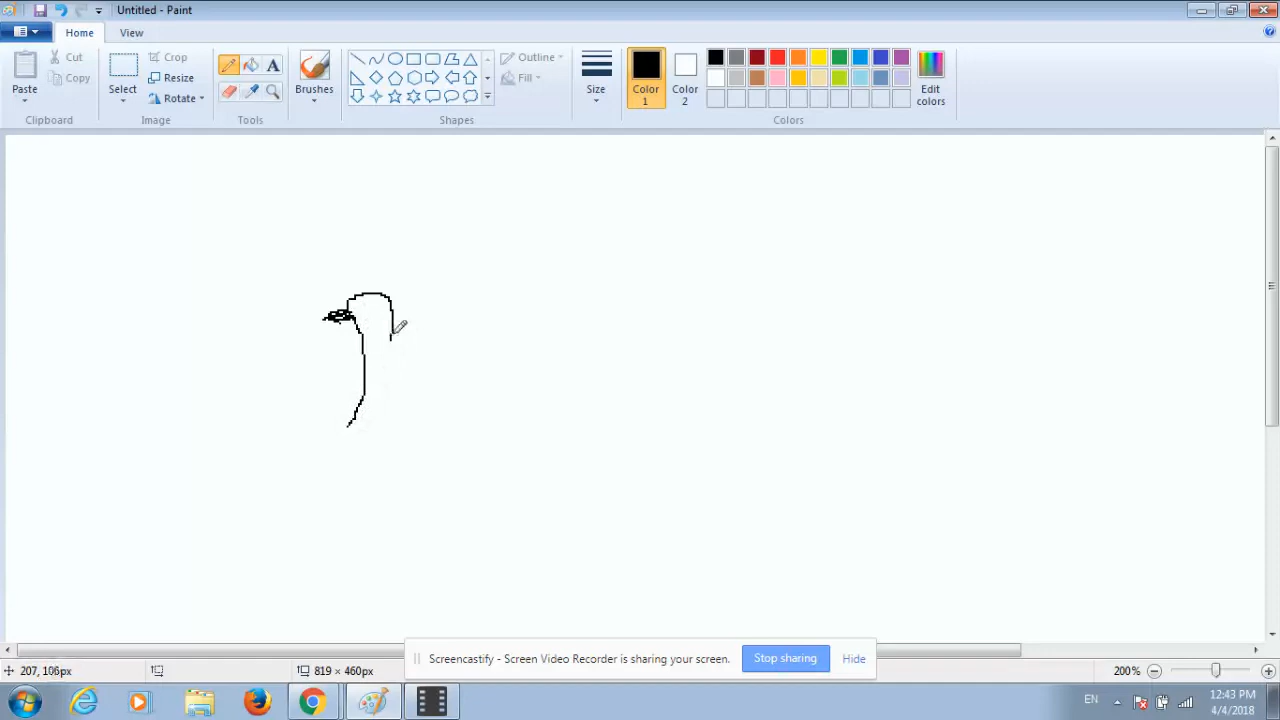 Untitled - Paint
Home View
Paste
Cut
Copy
Clipboard
Select
Crop
Resize
Rotate
Image
Tools
Brushes
Shapes
Outline
Fill
Size
Color 1
Color 2
Edit colors
Colors
Screencastify - Screen Video Recorder is sharing your screen. Stop sharing Hide
207, 106px 819 × 460px 200%
EN 12:43 PM
4/4/2018